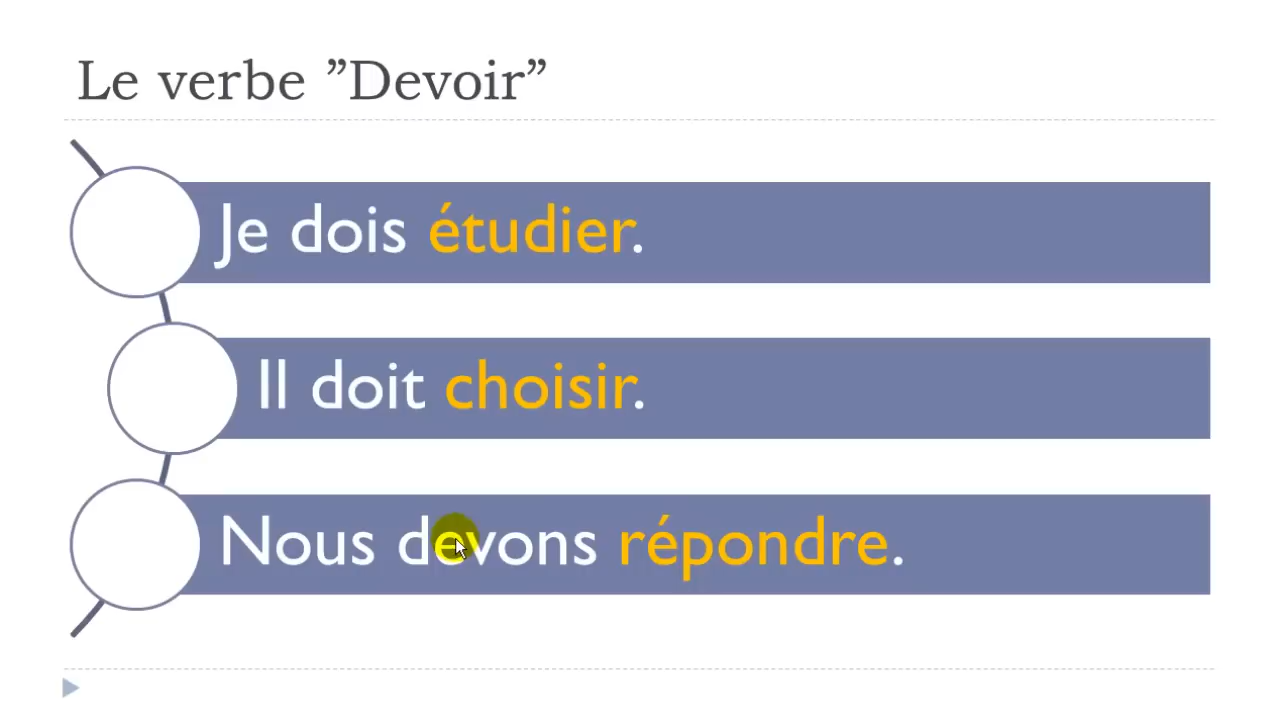 Le verbe ”Devoir”
Je dois étudier.
Il doit choisir.
Nous devons répondre.